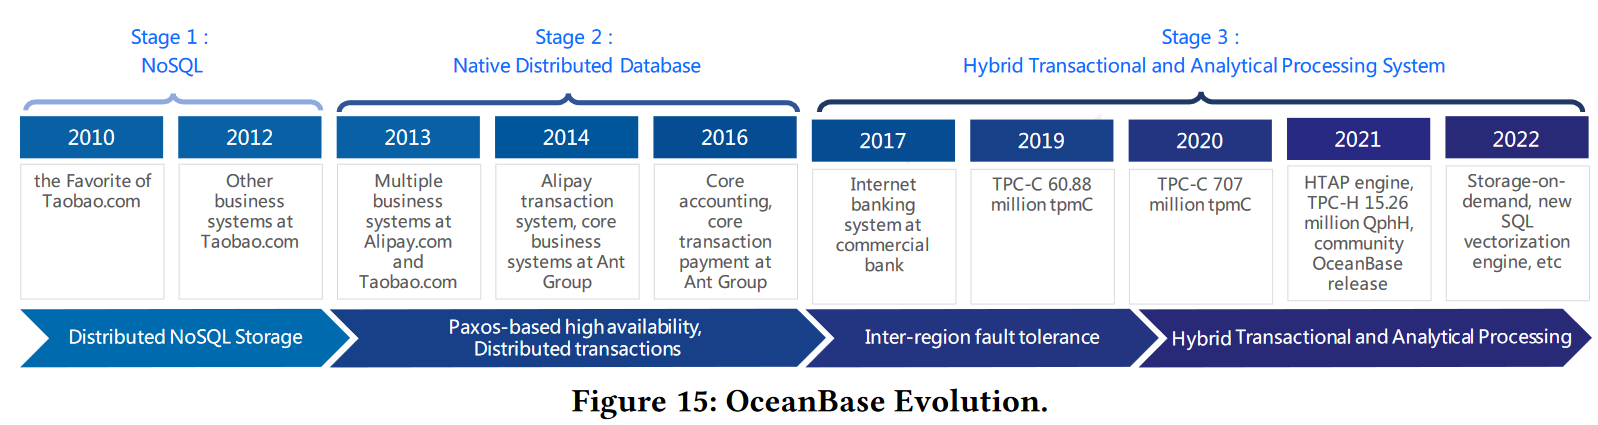 Stage 1 :
NoSQL
Stage 2 :
Native Distributed Database
Stage 3 :
Hybrid Transactional and Analytical Processing System
2010
the Favorite of
Taobao.com
2012
Other
business
systems at
Taobao.com
2013
Multiple
business
systems at
Alipay.com
and
Taobao.com
2014
Alipay
transaction
system, core
business
systems at Ant
Group
2016
Core
accounting,
core
transaction
payment at
Ant Group
2017
Internet
banking
system at
commercial
bank
2019
TPC-C 60.88
million tpmC
2020
TPC-C 707
million tpmC
2021
HTAP engine,
TPC-H 15.26
million QphH,
community
OceanBase
release
2022
Storage-on-
demand, new
SQL
vectorization
engine, etc
Distributed NoSQL Storage
Paxos-based high availability,
Distributed transactions
Inter-region fault tolerance
Hybrid Transactional and Analytical Processing
Figure 15: OceanBase Evolution.